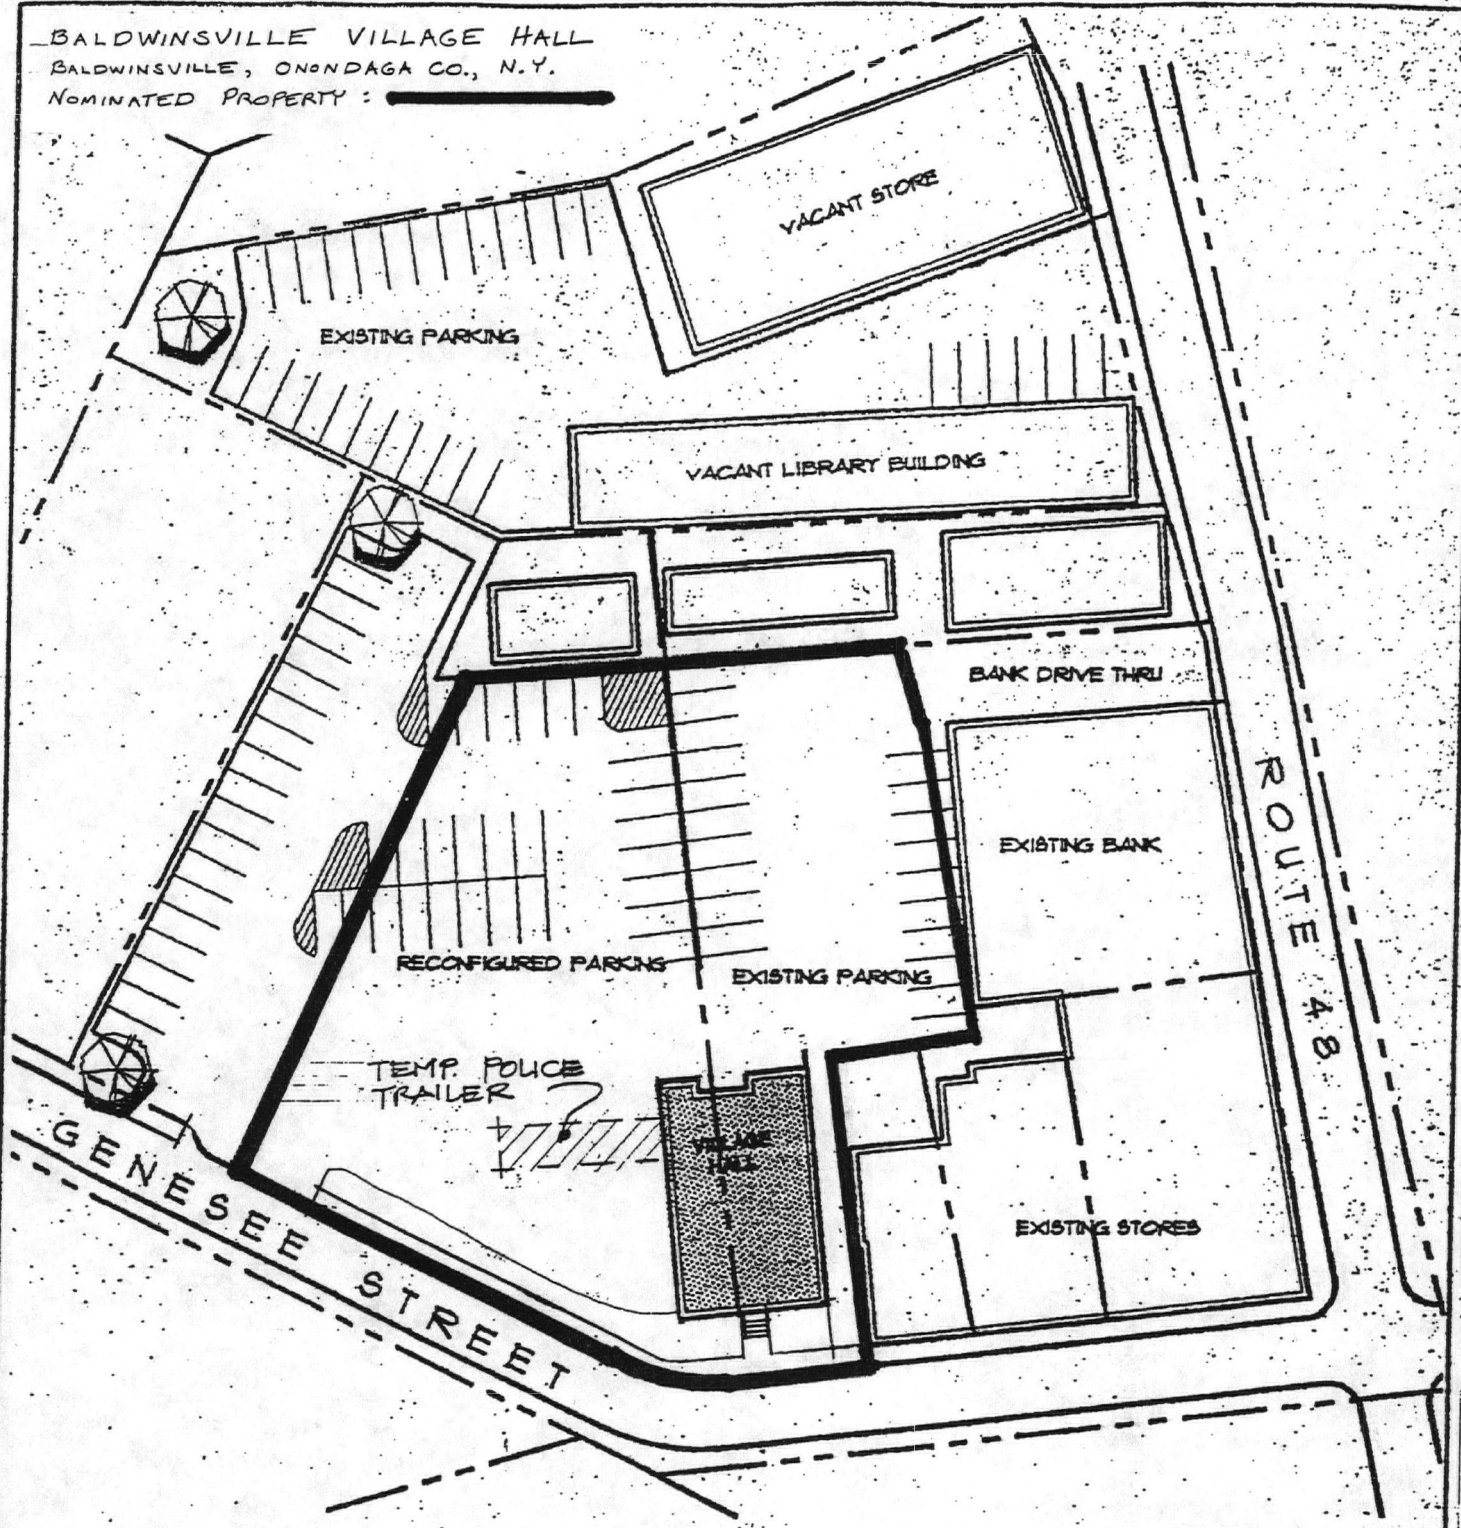 BALDWINSVILLE VILLAGE HALL
BALDWINSVILLE, ONONDAGA CO., N.Y.
NOMINATED PROPERTY :
VACANT STORE
EXISTING PARKING
VACANT LIBRARY BUILDING
BANK DRIVE THRU
EXISTING BANK
ROUTE 48
RECONFIGURED PARKING
EXISTING PARKING
TEMP. POLICE
TRAILER
VILLAGE
HALL
EXISTING STORES
GENESEE STREET